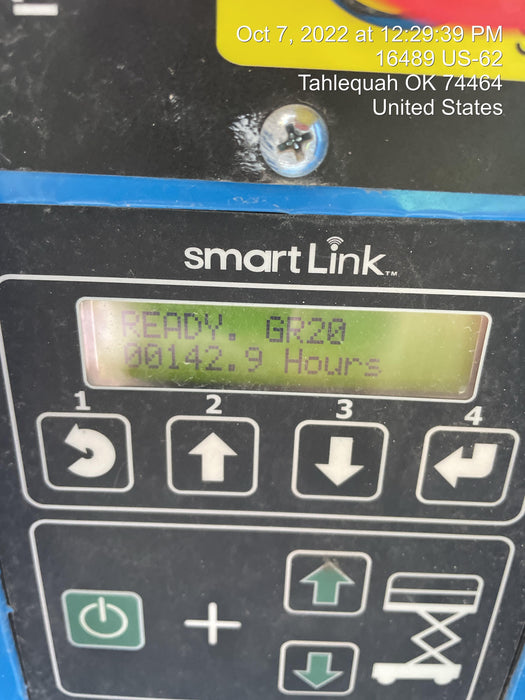 Oct 7, 2022 at 12:29:39 PM
16489 US-62
Tahlequah OK 74464
United States
smartLink™
READY. GR20
00142.9 Hours
1 2 3 4